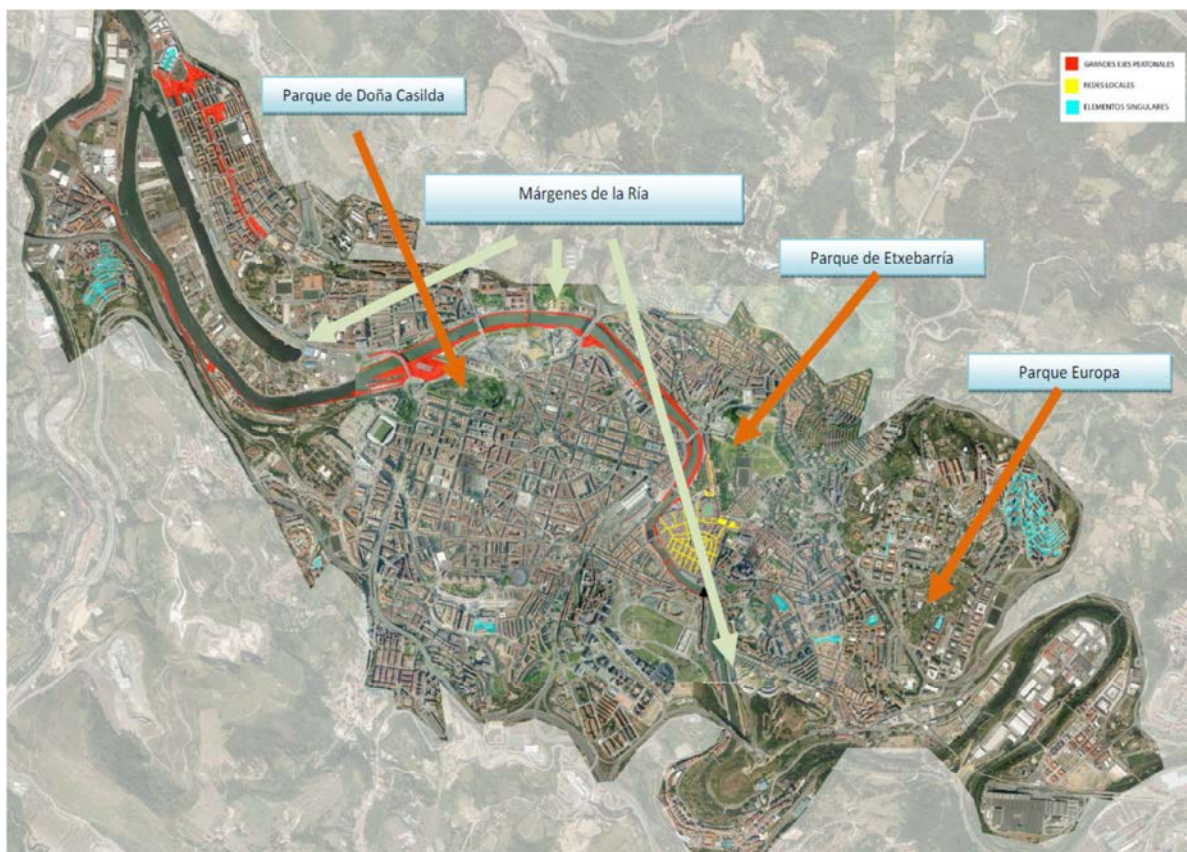 GRANDES EJES PEATONALES
REDES LOCALES
ELEMENTOS SINGULARES
Parque de Doña Casilda
Márgenes de la Ría
Parque de Etxebarría
Parque Europa